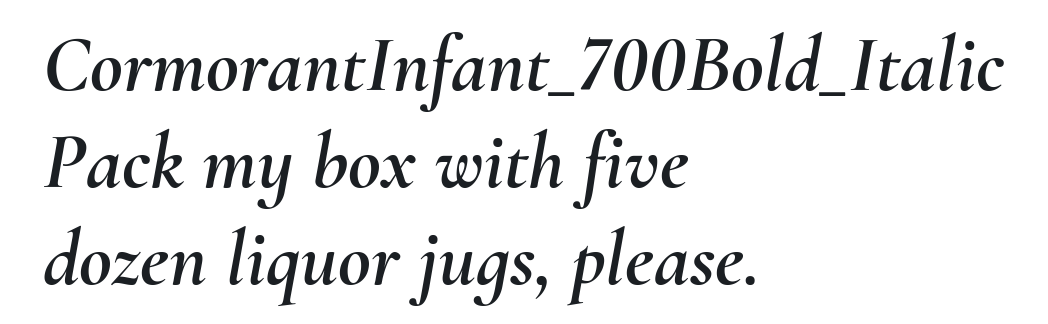 CormorantInfant_700Bold_Italic
Pack my box with five
dozen liquor jugs, please.